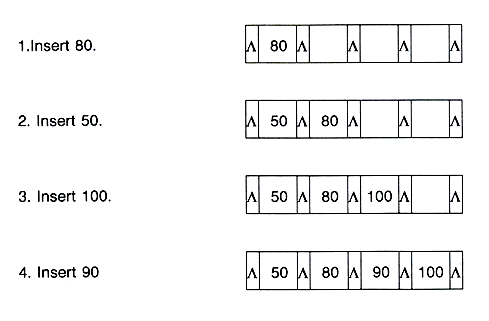 1.Insert 80. Λ 80 Λ Λ Λ Λ
2. Insert 50. Λ 50 Λ 80 Λ Λ Λ
3. Insert 100. Λ 50 Λ 80 Λ 100 Λ Λ
4. Insert 90 Λ 50 Λ 80 Λ 90 Λ 100 Λ